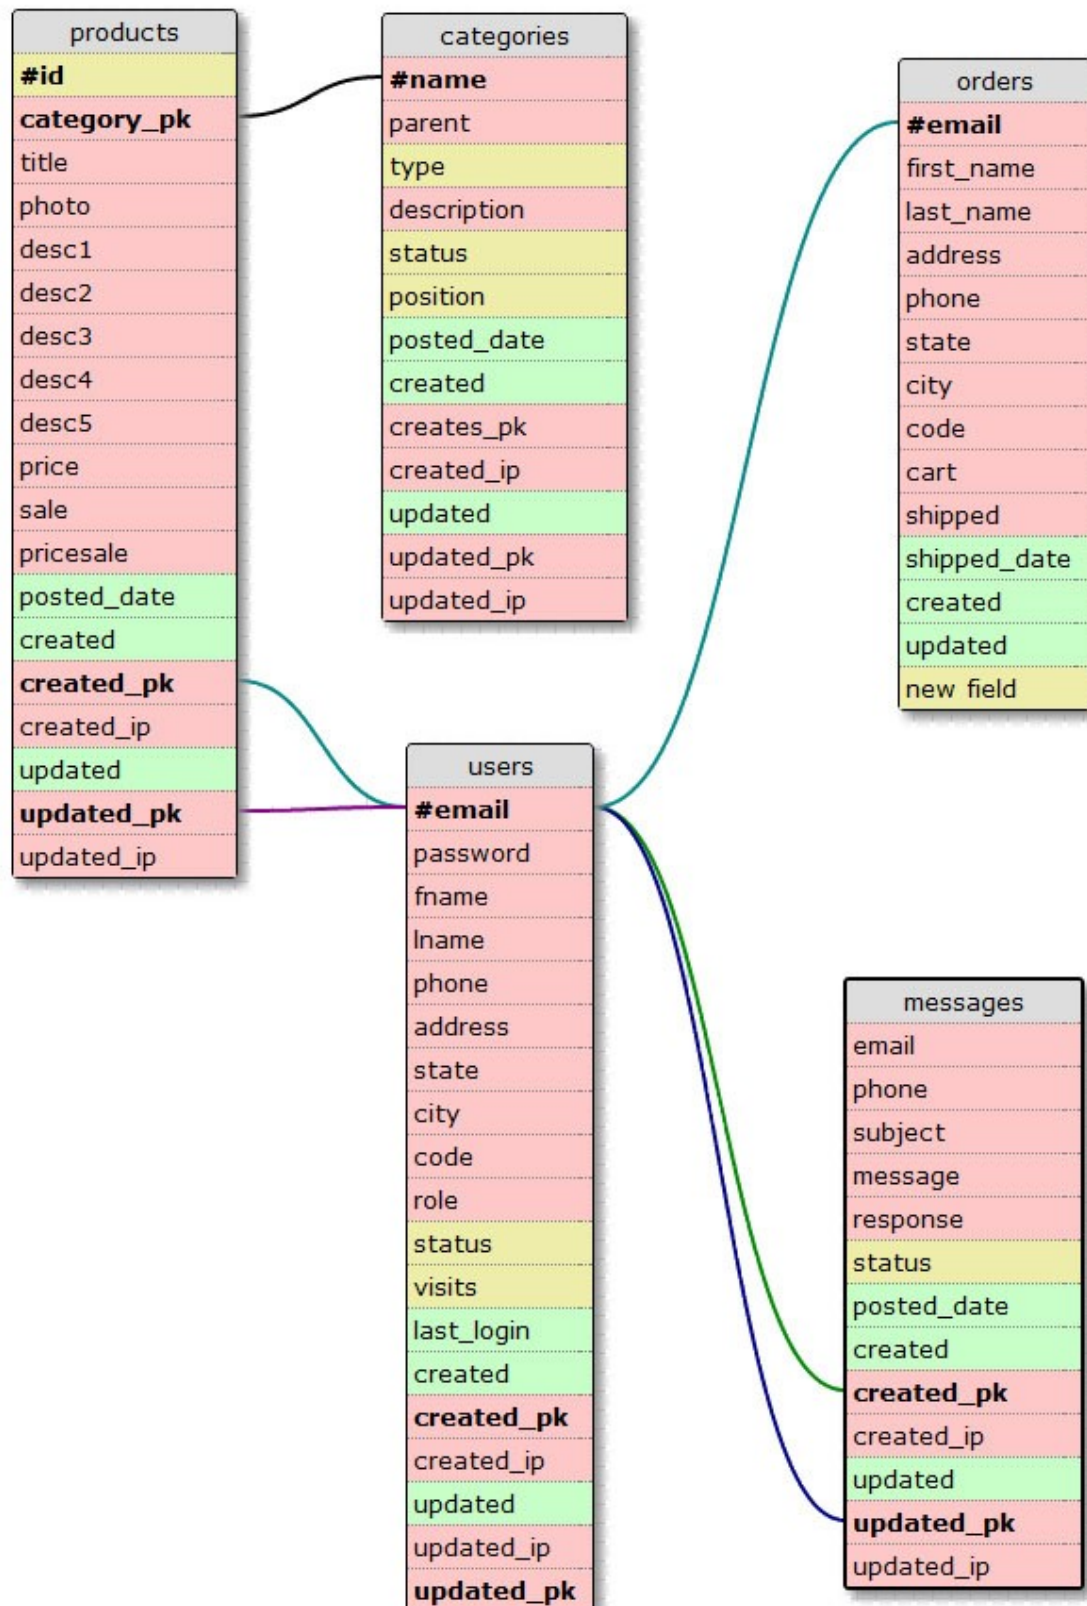 products
#id
category_pk
title
photo
desc1
desc2
desc3
desc4
desc5
price
sale
pricesale
posted_date
created
created_pk
created_ip
updated
updated_pk
updated_ip
categories
#name
parent
type
description
status
position
posted_date
created
creates_pk
created_ip
updated
updated_pk
updated_ip
orders
#email
first_name
last_name
address
phone
state
city
code
cart
shipped
shipped_date
created
updated
new field
users
#email
password
fname
lname
phone
address
state
city
code
role
status
visits
last_login
created
created_pk
created_ip
updated
updated_ip
updated_pk
messages
email
phone
subject
message
response
status
posted_date
created
created_pk
created_ip
updated
updated_pk
updated_ip